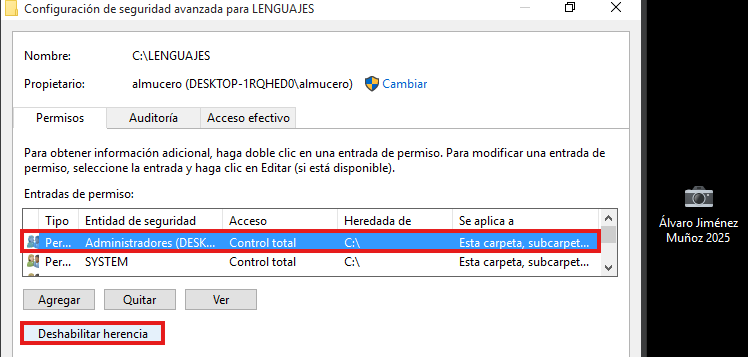 Configuración de seguridad avanzada para LENGUAJES
Nombre: C:\LENGUAJES
Propietario: almucero (DESKTOP-1RQHED0\almucero) Cambiar
Permisos Auditoría Acceso efectivo
Para obtener información adicional, haga doble clic en una entrada de permiso. Para modificar una entrada de
permiso, seleccione la entrada y haga clic en Editar (si está disponible).
Entradas de permiso:
Tipo Entidad de seguridad Acceso Heredada de Se aplica a
Per... Administradores (DESK... Control total C:\ Esta carpeta, subcarpet...
Per... SYSTEM Control total C:\ Esta carpeta, subcarpet...
Agregar Quitar Ver
Deshabilitar herencia
Álvaro Jiménez
Muñoz 2025